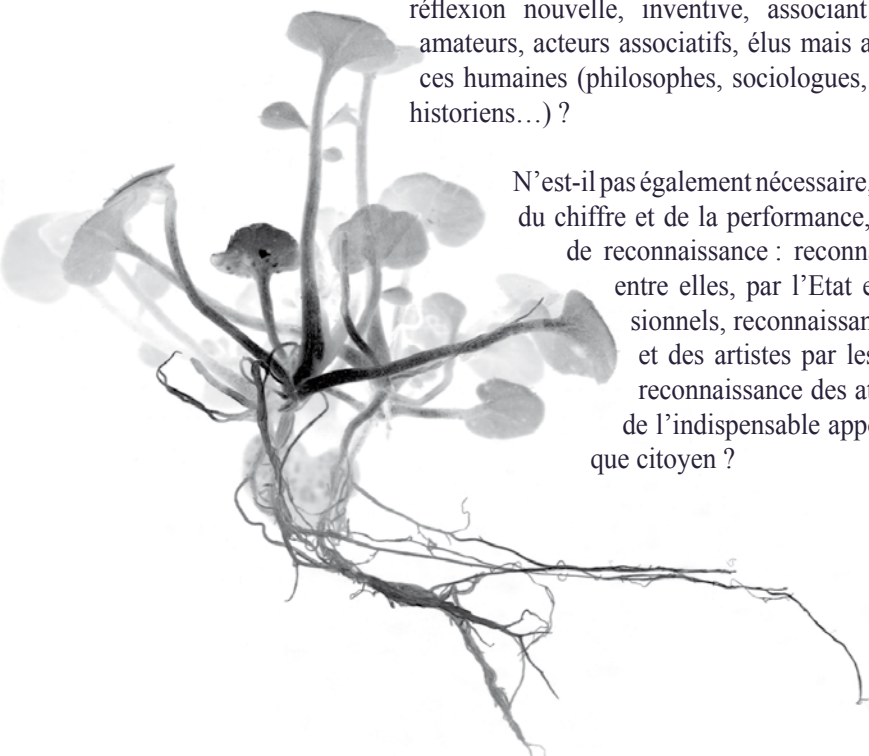 réflexion nouvelle, inventive, associant
amateurs, acteurs associatifs, élus mais a
ces humaines (philosophes, sociologues,
historiens…) ?
N’est-il pas également nécessaire,
du chiffre et de la performance,
de reconnaissance : reconn
entre elles, par l’Etat e
sionnels, reconnaissan
et des artistes par les
reconnaissance des at
de l’indispensable appo
que citoyen ?